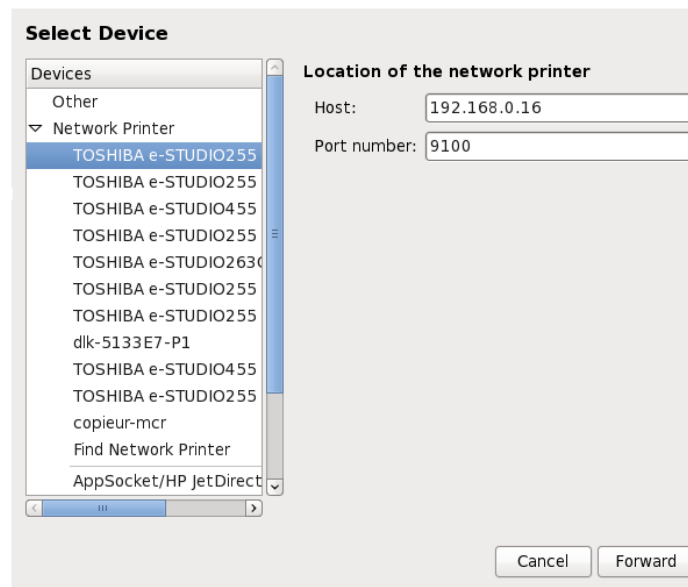 Select Device
Devices
Other
Network Printer
TOSHIBA e-STUDIO255
TOSHIBA e-STUDIO255
TOSHIBA e-STUDIO455
TOSHIBA e-STUDIO255
TOSHIBA e-STUDIO263
TOSHIBA e-STUDIO255
TOSHIBA e-STUDIO255
dlk-5133E7-P1
TOSHIBA e-STUDIO455
TOSHIBA e-STUDIO255
copieur-mcr
Find Network Printer
AppSocket/HP JetDirect
Location of the network printer
Host: 192.168.0.16
Port number: 9100
Cancel Forward